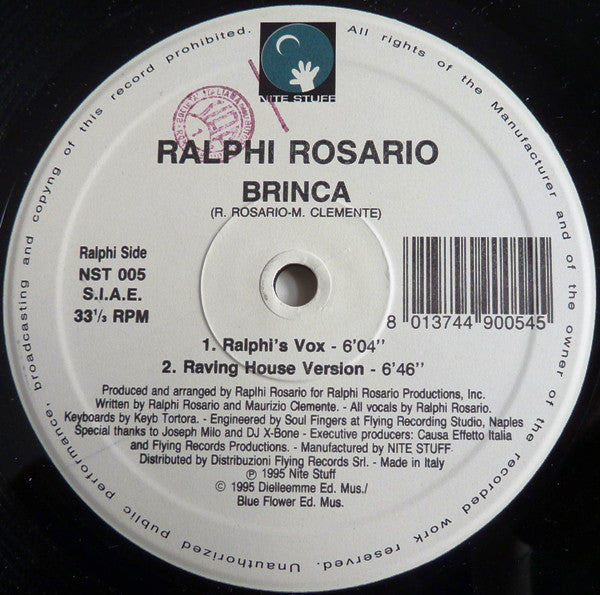 All rights of the Manufacturer and of the owner of the recorded work reserved. Unauthorized public performance, broadcasting and copyng of this record prohibited.
NITE STUFF
RALPHI ROSARIO
BRINCA
(R. ROSARIO-M. CLEMENTE)
Ralphi Side
NST 005
S.I.A.E.
33¹/₃ RPM
8 013744 900545
1. Ralphi's Vox - 6'04''
2. Raving House Version - 6'46''
Produced and arranged by Raplhi Rosario for Ralphi Rosario Productions, Inc.
Written by Ralphi Rosario and Maurizio Clemente. - All vocals by Ralphi Rosario.
Keyboards by Keyb Tortora. - Engineered by Soul Fingers at Flying Recording Studio, Naples
Special thanks to Joseph Milo and DJ X-Bone - Executive producers: Causa Effetto Italia
and Flying Records Productions. - Manufactured by NITE STUFF.
Distributed by Distribuzioni Flying Records Srl. - Made in Italy
℗ 1995 Nite Stuff
© 1995 Dielleemme Ed. Mus./
Blue Flower Ed. Mus.